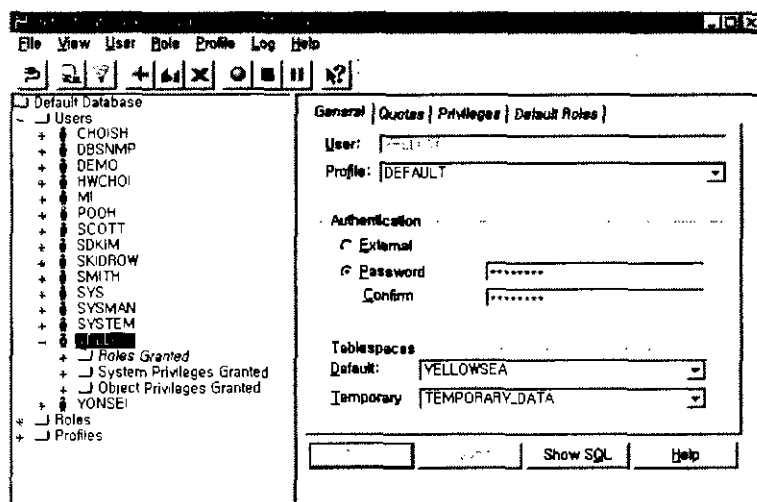 File View User Role Profile Log Help
Default Database
Users
CHOISH
DBSNMP
DEMO
HWCHOI
MI
POOH
SCOTT
SDKIM
SKIDROW
SMITH
SYS
SYSMAN
SYSTEM
Roles Granted
System Privileges Granted
Object Privileges Granted
YONSEI
Roles
Profiles
General Quotas Privileges Default Roles
User:
Profile: DEFAULT
Authentication
External
Password ********
Confirm ********
Tablespaces
Default: YELLOWSEA
Temporary TEMPORARY_DATA
Show SQL Help